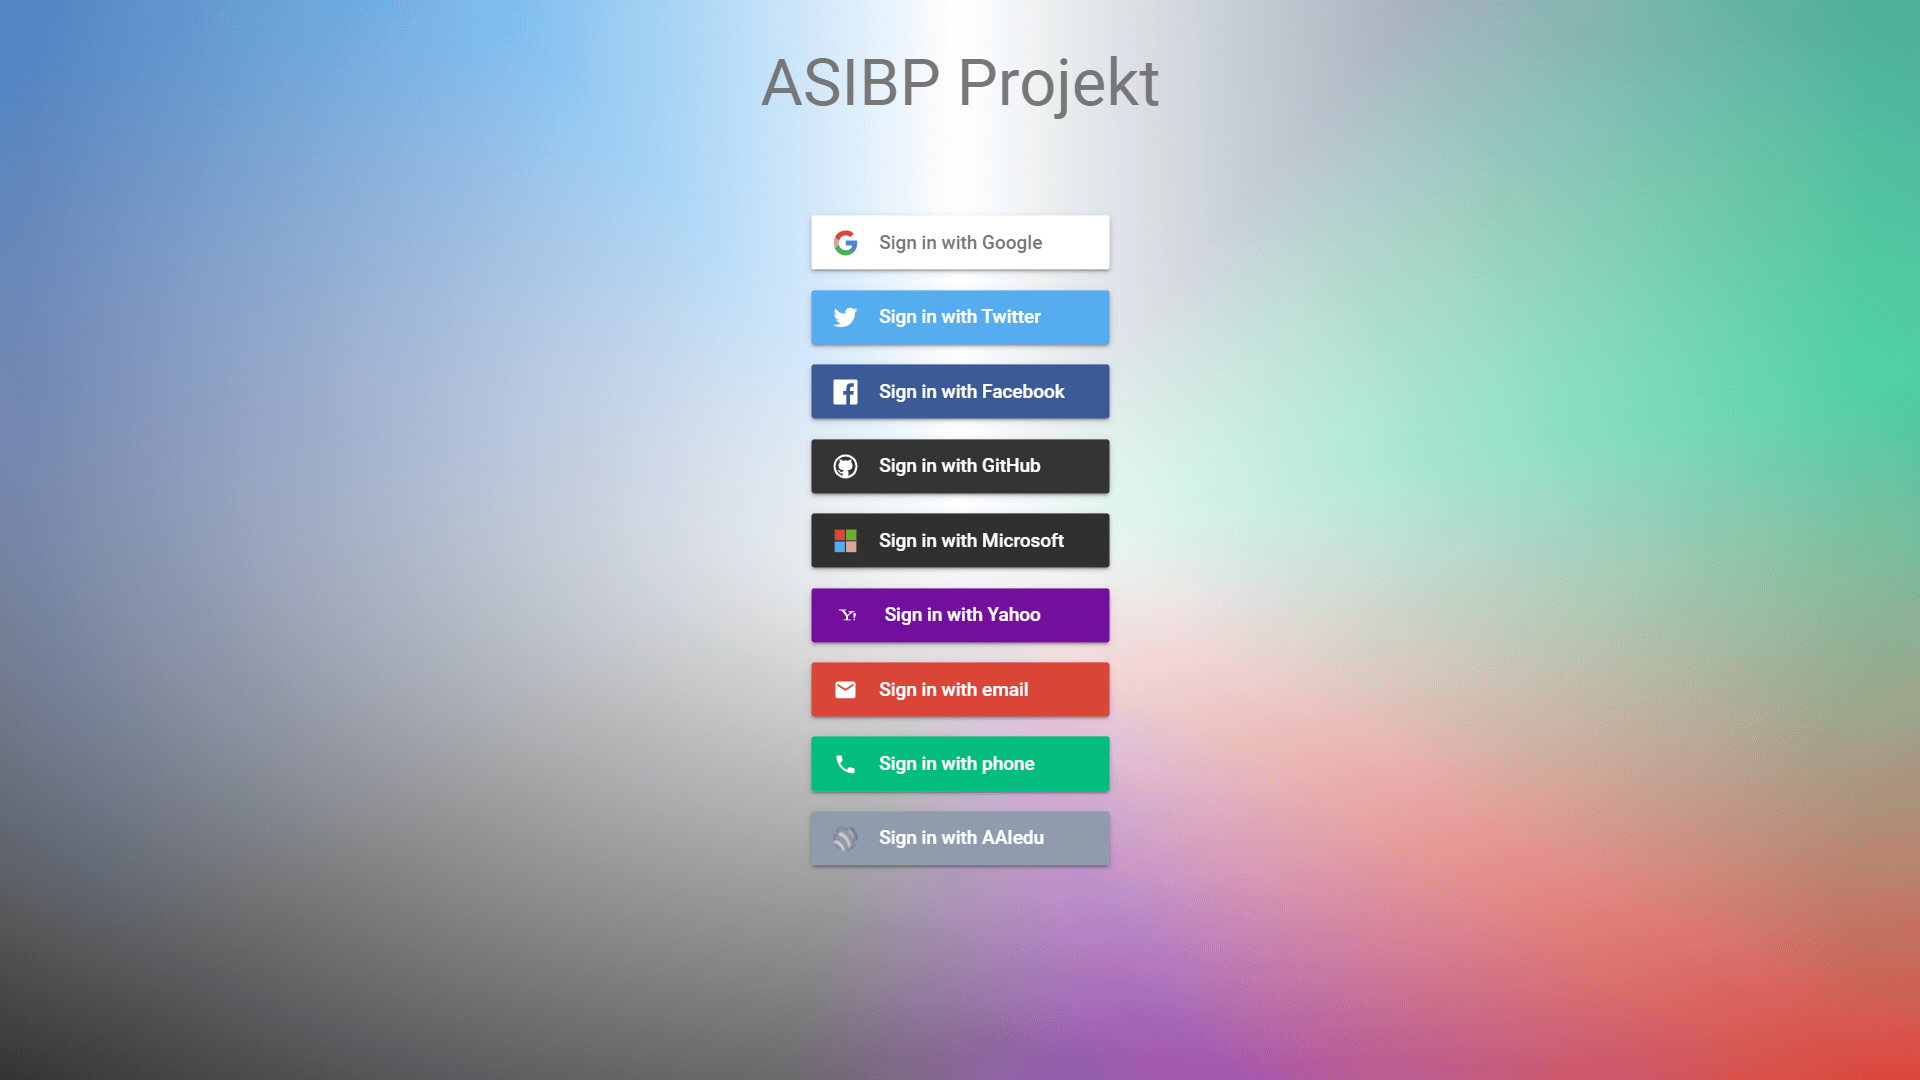 ASIBP Projekt
Sign in with Google
Sign in with Twitter
Sign in with Facebook
Sign in with GitHub
Sign in with Microsoft
Sign in with Yahoo
Sign in with email
Sign in with phone
Sign in with AAIedu